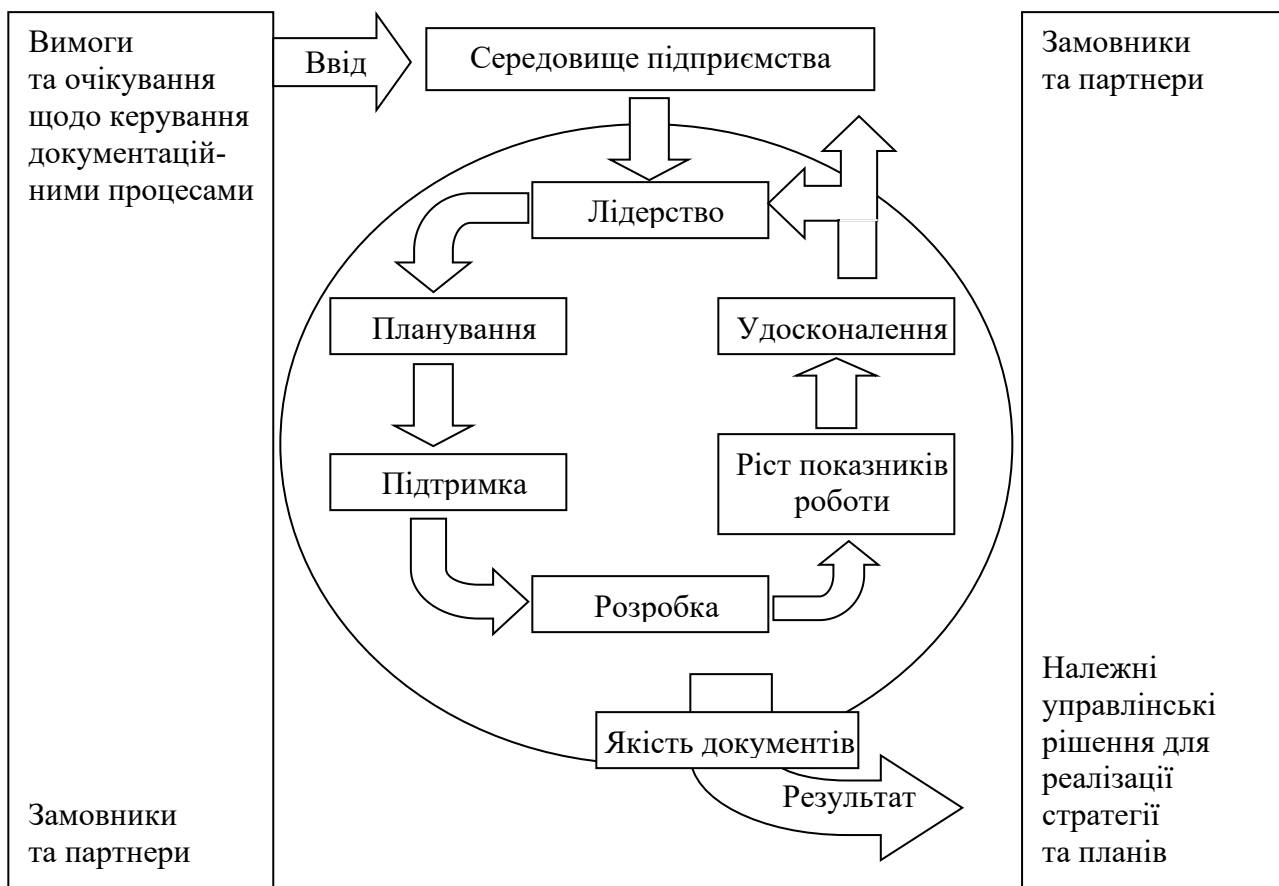 Вимоги
та очікування
щодо керування
документацій-
ними процесами
Замовники
та партнери
Ввід
Середовище підприємства
Лідерство
Планування
Підтримка
Розробка
Ріст показників
роботи
Удосконалення
Якість документів
Результат
Замовники
та партнери
Належні
управлінські
рішення для
реалізації
стратегії
та планів